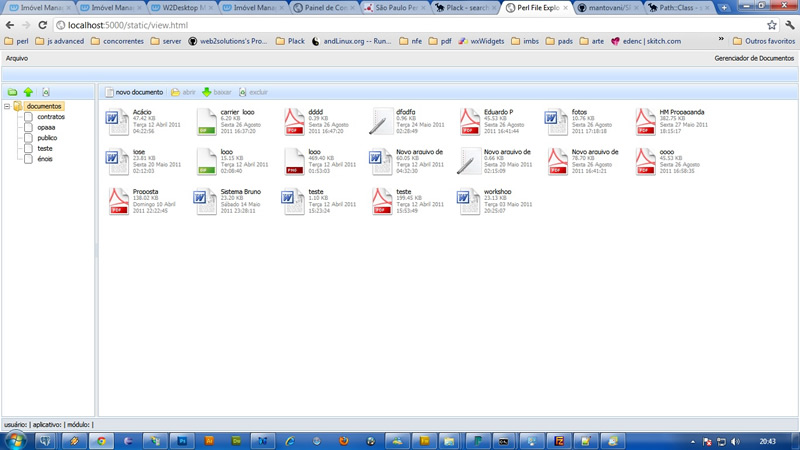 Imóvel Mana
Imóvel Mana
W2Desktop M
Imóvel Mana
Painel de Con
São Paulo Per
Plack - search
Perl File Explo
mantovani/Sl
Path::Class -
localhost:5000/static/view.html
perl
js advanced
concorrentes
server
web2solutions's Pro...
Plack
andLinux.org -- Run...
nfe
pdf
wxWidgets
imbs
pads
arte
edenc | skitch.com
»
Outros favoritos
Arquivo
Gerenciador de Documentos
novo documento
abrir
baixar
excluir
documentos
contratos
opaaa
publico
teste
énois
Acácio
47.42 KB
Terça 12 Abril 2011
04:22:56
carrier_logo
6.20 KB
Sexta 26 Agosto
2011 16:37:20
dddd
0.39 KB
Sexta 26 Agosto
2011 16:47:20
dfodfg
0.96 KB
Terça 24 Maio 2011
02:28:49
Eduardo P
45.53 KB
Sexta 26 Agosto
2011 16:41:44
fotos
10.76 KB
Sexta 26 Agosto
2011 17:18:18
HM Propaganda
382.75 KB
Sexta 27 Maio 2011
18:15:17
jose
23.81 KB
Sexta 20 Maio 2011
02:12:03
logo
15.15 KB
Terça 12 Abril 2011
02:08:40
logo
469.40 KB
Terça 12 Abril 2011
01:53:03
Novo arquivo de
60.01 KB
Terça 12 Abril 2011
04:32:30
Novo arquivo de
0.66 KB
Sexta 20 Maio 2011
02:15:09
Novo arquivo de
78.70 KB
Sexta 26 Agosto
2011 16:41:21
oooo
45.53 KB
Sexta 26 Agosto
2011 16:58:35
Proposta
138.02 KB
Domingo 10 Abril
2011 22:22:45
Sistema Bruno
23.20 KB
Sábado 14 Maio
2011 23:28:11
teste
1.10 KB
Terça 12 Abril 2011
15:23:24
teste
199.45 KB
Terça 12 Abril 2011
15:53:49
workshop
23.13 KB
Terça 03 Maio 2011
20:25:07
usuário: | aplicativo: | módulo: |
20:43